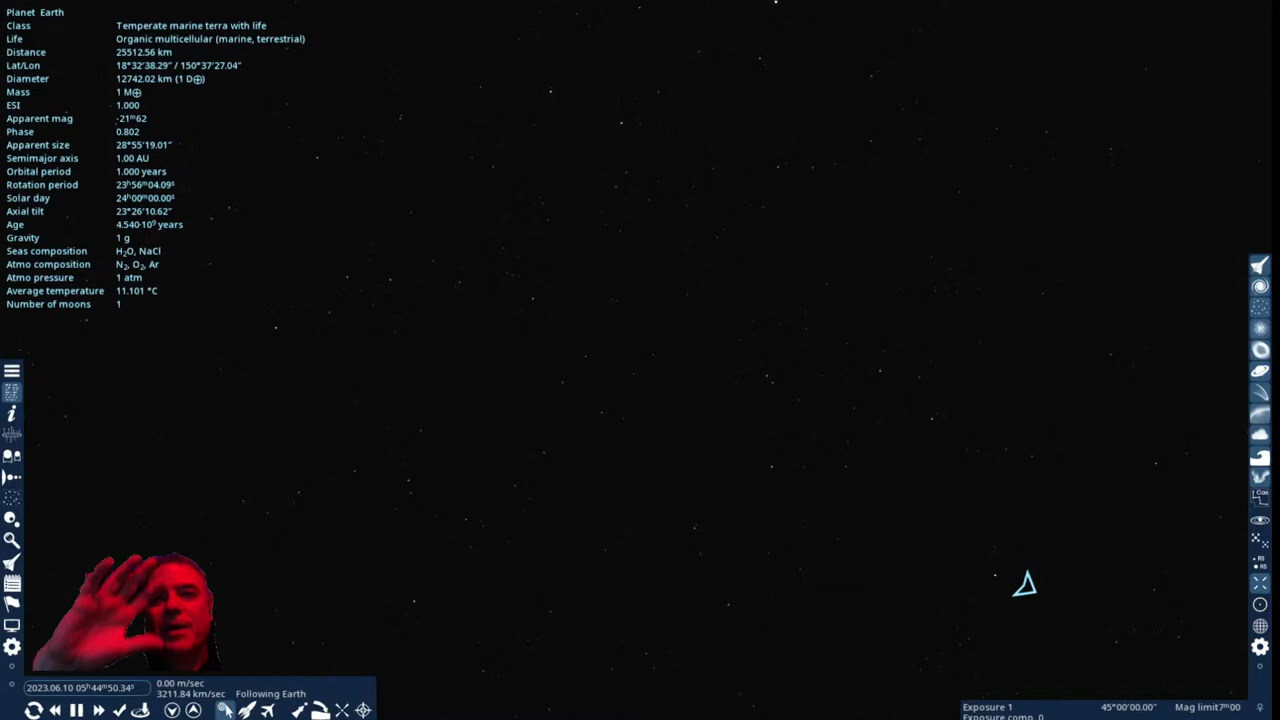 Planet Earth
Class Temperate marine terra with life
Life Organic multicellular (marine, terrestrial)
Distance 25512.56 km
Lat/Lon 18°32′38.29″ / 150°37′27.04″
Diameter 12742.02 km (1 D⊕)
Mass 1 M⊕
ESI 1.000
Apparent mag -21ᵐ62
Phase 0.802
Apparent size 28°55′19.01″
Semimajor axis 1.00 AU
Orbital period 1.000 years
Rotation period 23ʰ56ᵐ04.09ˢ
Solar day 24ʰ00ᵐ00.00ˢ
Axial tilt 23°26′10.62″
Age 4.540·10⁹ years
Gravity 1 g
Seas composition H₂O, NaCl
Atmo composition N₂, O₂, Ar
Atmo pressure 1 atm
Average temperature 11.101 °C
Number of moons 1
Cas
RS
RS
2023.06.10 05ʰ44ᵐ50.34ˢ
0.00 m/sec
3211.84 km/sec Following Earth
Exposure 1 45°00′00.00″ Mag limit 7ᵐ00
Exposure comp. 0